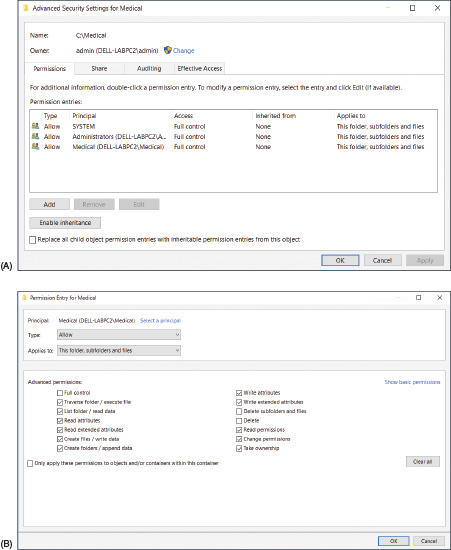 Advanced Security Settings for Medical
Name: C:\Medical
Owner: admin (DELL-LABPC2\admin) Change
Permissions Share Auditing Effective Access
For additional information, double-click a permission entry. To modify a permission entry, select the entry and click Edit (if available).
Permission entries:
Type Principal Access Inherited from Applies to
Allow SYSTEM Full control None This folder, subfolders and files
Allow Administrators (DELL-LABPC2\A... Full control None This folder, subfolders and files
Allow Medical (DELL-LABPC2\Medical) Full control None This folder, subfolders and files
Add Remove Edit
Enable inheritance
Replace all child object permission entries with inheritable permission entries from this object
OK Cancel Apply
(A)
Permission Entry for Medical
Principal: Medical (DELL-LABPC2\Medical) Select a principal
Type: Allow
Applies to: This folder, subfolders and files
Advanced permissions: Show basic permissions
Full control Write attributes
Traverse folder / execute file Write extended attributes
List folder / read data Delete subfolders and files
Read attributes Delete
Read extended attributes Read permissions
Create files / write data Change permissions
Create folders / append data Take ownership
Only apply these permissions to objects and/or containers within this container Clear all
OK Cancel
(B)